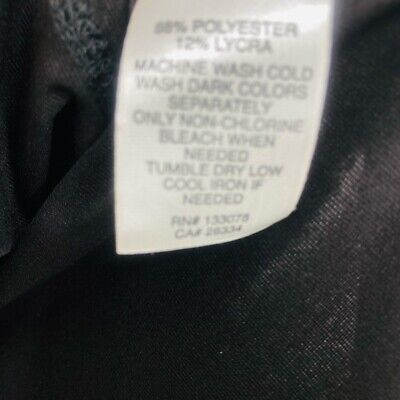 88% POLYESTER
12% LYCRA
MACHINE WASH COLD
WASH DARK COLORS
SEPARATELY
ONLY NON-CHLORINE
BLEACH WHEN
NEEDED
TUMBLE DRY LOW
COOL IRON IF
NEEDED
RN# 133078
CA# 28334